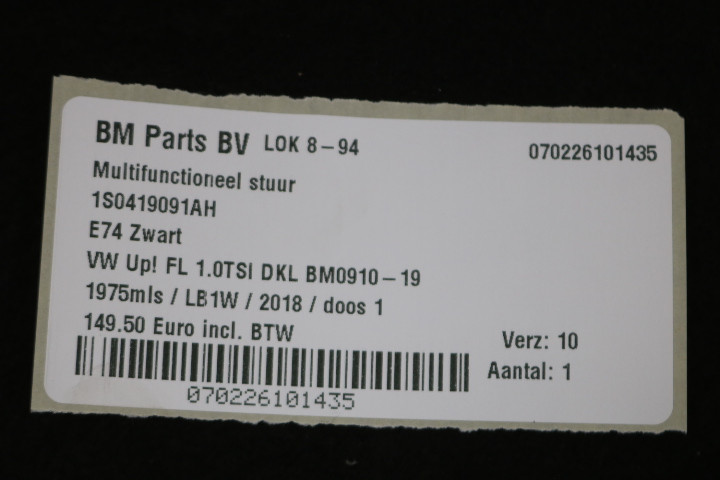 BM Parts BV LOK 8-94 070226101435
Multifunctioneel stuur
1S0419091AH
E74 Zwart
VW Up! FL 1.0TSI DKL BM0910-19
1975mls / LB1W / 2018 / doos 1
149.50 Euro incl. BTW
Verz: 10
Aantal: 1
070226101435